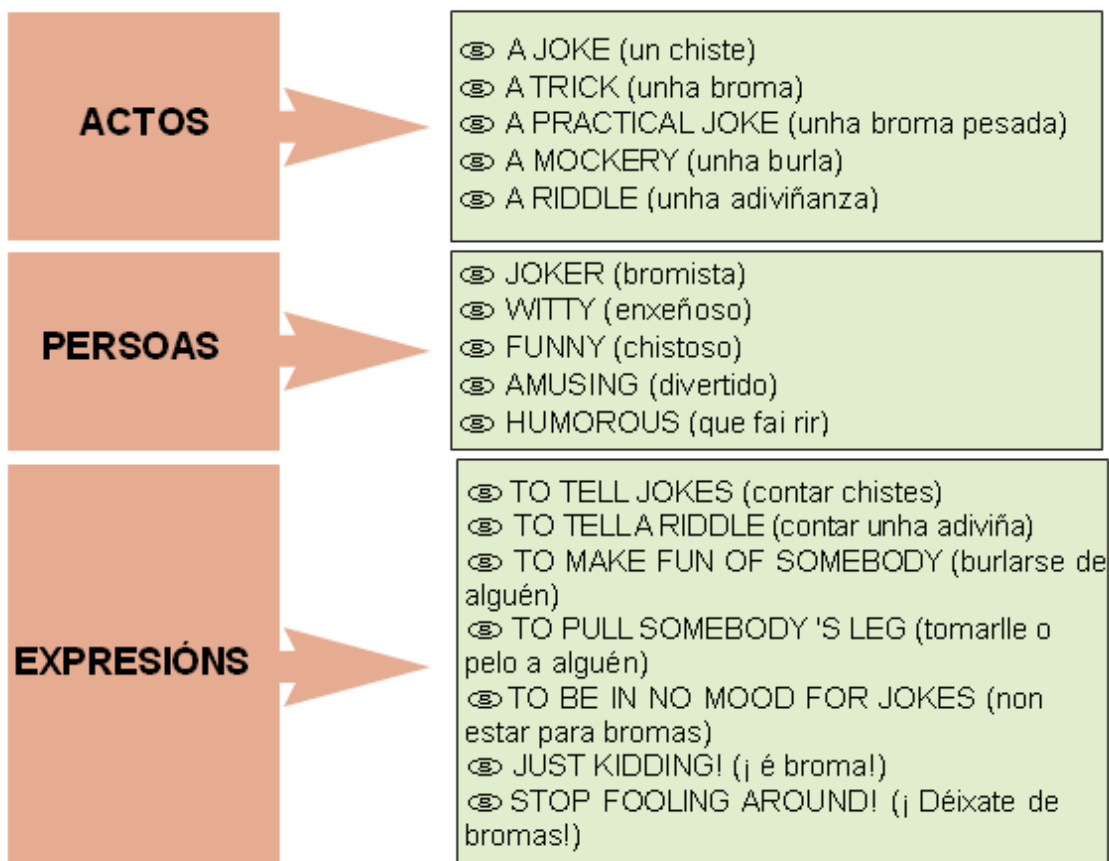 ACTOS
A JOKE (un chiste)
A TRICK (unha broma)
A PRACTICAL JOKE (unha broma pesada)
A MOCKERY (unha burla)
A RIDDLE (unha adiviñanza)
PERSOAS
JOKER (bromista)
WITTY (enxeñoso)
FUNNY (chistoso)
AMUSING (divertido)
HUMOROUS (que fai rir)
EXPRESIÓNS
TO TELL JOKES (contar chistes)
TO TELL A RIDDLE (contar unha adiviña)
TO MAKE FUN OF SOMEBODY (burlarse de
alguén)
TO PULL SOMEBODY 'S LEG (tomarlle o
pelo a alguén)
TO BE IN NO MOOD FOR JOKES (non
estar para bromas)
JUST KIDDING! (¡ é broma!)
STOP FOOLING AROUND! (¡ Déixate de
bromas!)